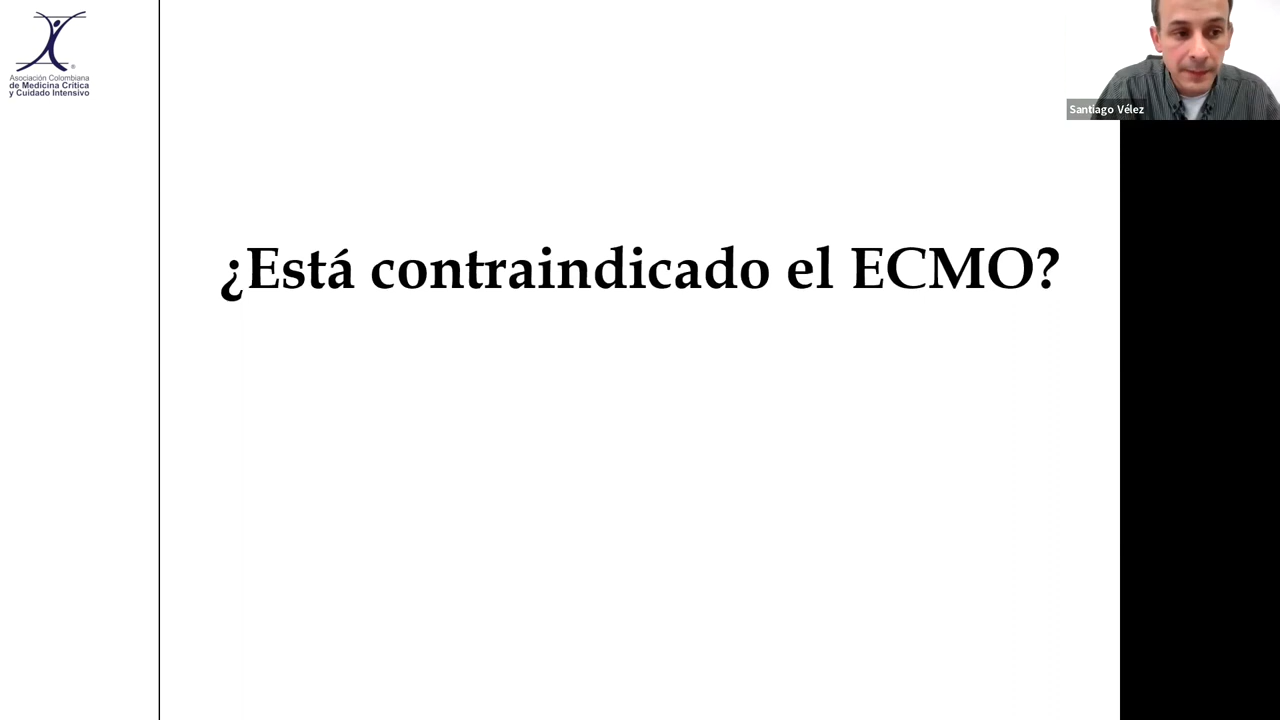 Asociación Colombiana
de Medicina Crítica
y Cuidado Intensivo
Santiago Vélez
¿Está contraindicado el ECMO?